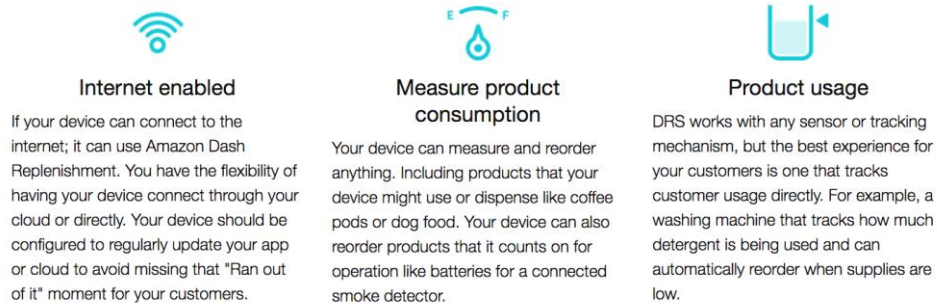 Internet enabled
If your device can connect to the
internet; it can use Amazon Dash
Replenishment. You have the flexibility of
having your device connect through your
cloud or directly. Your device should be
configured to regularly update your app
or cloud to avoid missing that "Ran out
of it" moment for your customers.
E F
Measure product
consumption
Your device can measure and reorder
anything. Including products that your
device might use or dispense like coffee
pods or dog food. Your device can also
reorder products that it counts on for
operation like batteries for a connected
smoke detector.
Product usage
DRS works with any sensor or tracking
mechanism, but the best experience for
your customers is one that tracks
customer usage directly. For example, a
washing machine that tracks how much
detergent is being used and can
automatically reorder when supplies are
low.